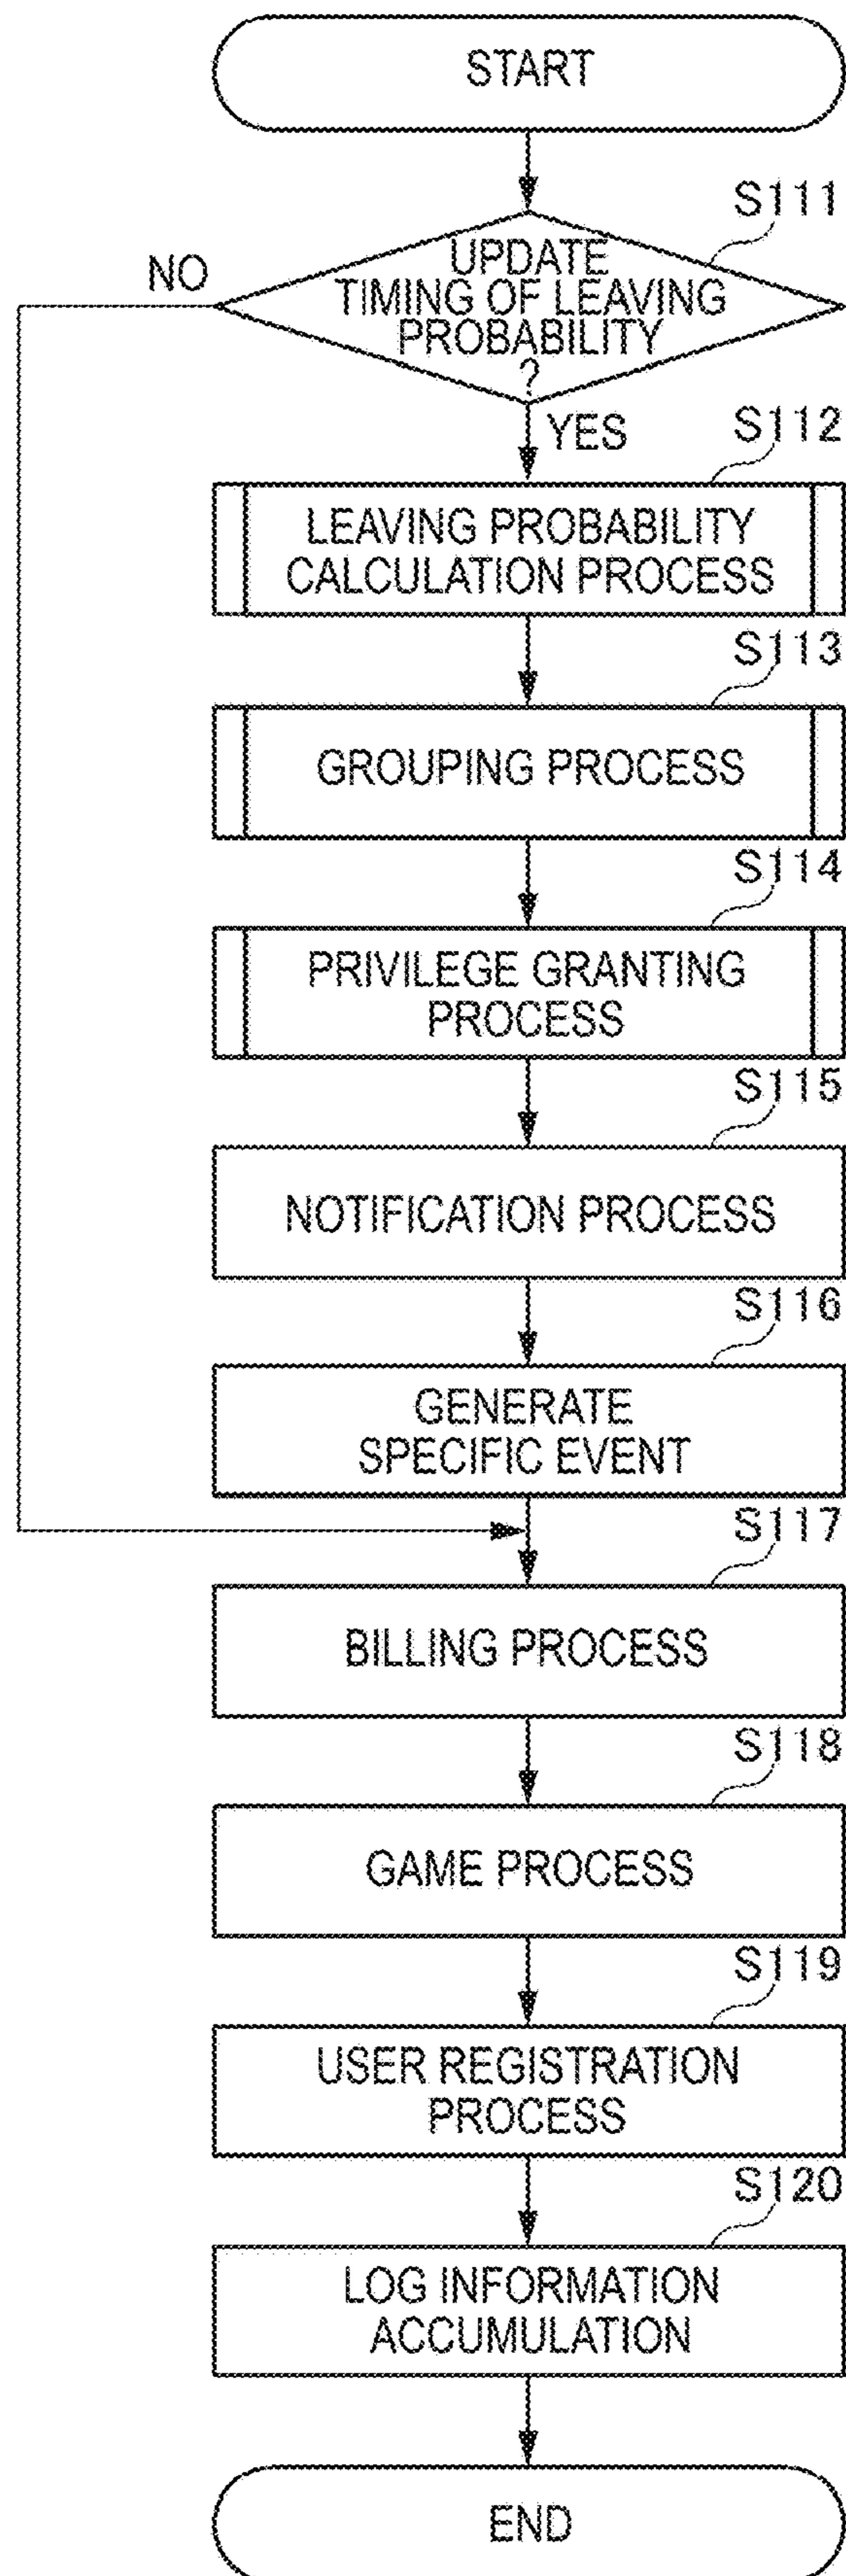 START
S111
NO
UPDATE
TIMING OF LEAVING
PROBABILITY
?
YES
S112
LEAVING PROBABILITY
CALCULATION PROCESS
S113
GROUPING PROCESS
S114
PRIVILEGE GRANTING
PROCESS
S115
NOTIFICATION PROCESS
S116
GENERATE
SPECIFIC EVENT
S117
BILLING PROCESS
S118
GAME PROCESS
S119
USER REGISTRATION
PROCESS
S120
LOG INFORMATION
ACCUMULATION
END